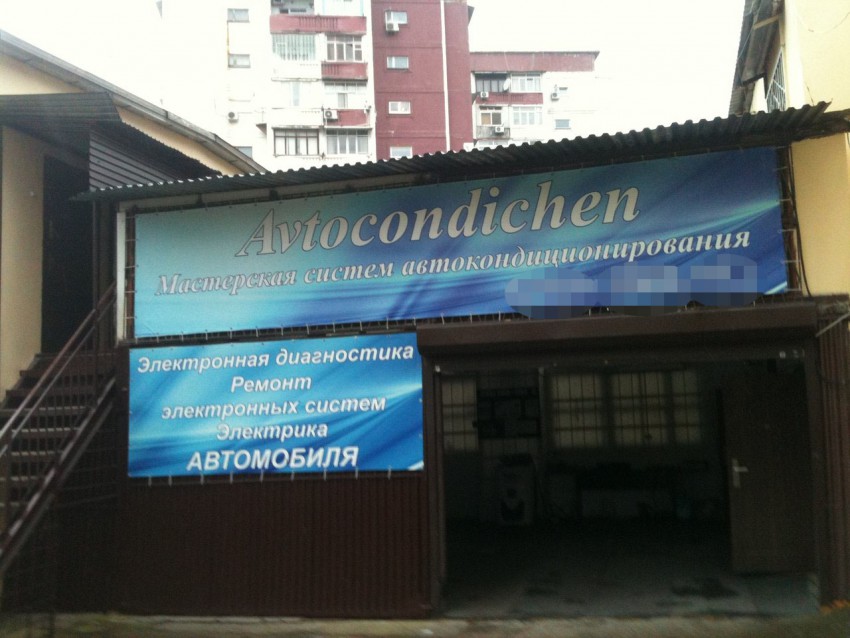 Avtocondichen
Мастерская систем автокондиционирования
Электронная диагностика
Ремонт
электронных систем
Электрика
АВТОМОБИЛЯ